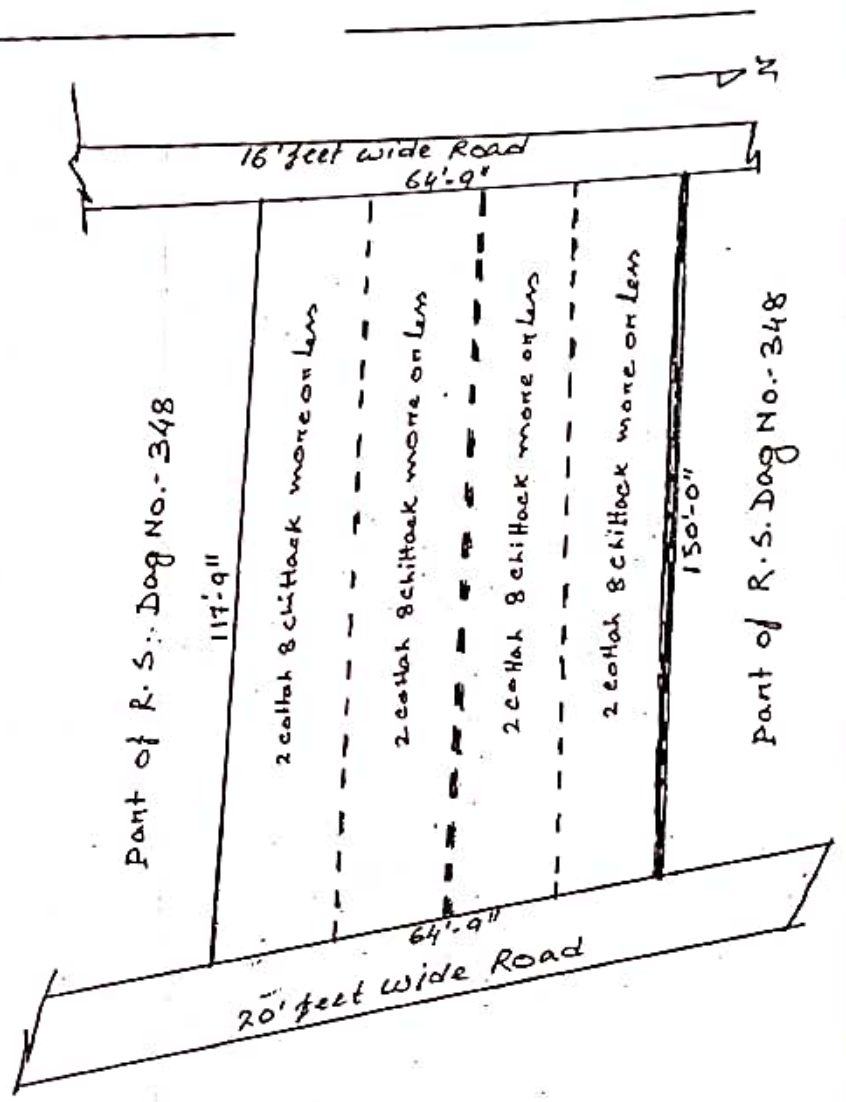 N
16' feet wide Road
64'-9"
Part of R.S. Dag No.- 348
117'-9"
2 cottah 8 chittack more or less
2 cottah 8 chittack more or less
2 cottah 8 chittack more or less
2 cottah 8 chittack more or less
150'-0"
Part of R.S. Dag No.- 348
64'-9"
20' feet wide Road